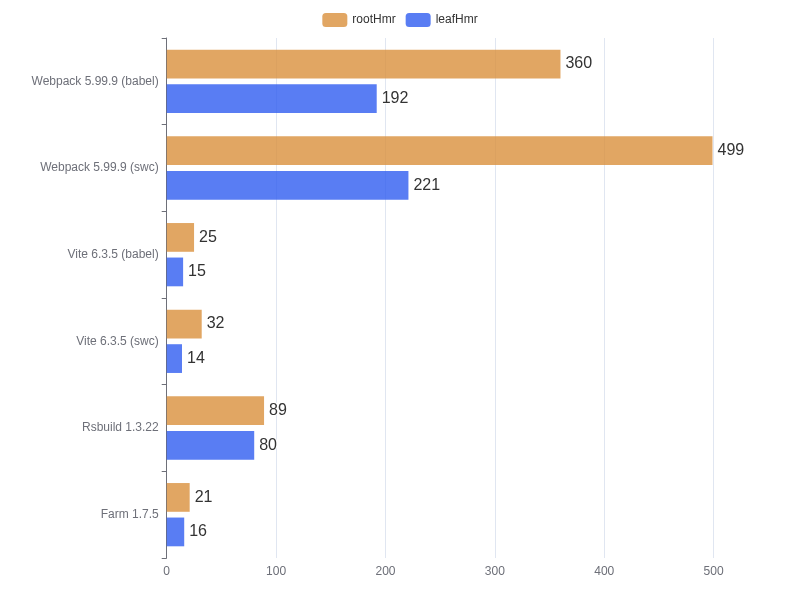 rootHmr leafHmr
Webpack 5.99.9 (babel) 360
192
Webpack 5.99.9 (swc) 499
221
Vite 6.3.5 (babel) 25
15
Vite 6.3.5 (swc) 32
14
Rsbuild 1.3.22 89
80
Farm 1.7.5 21
16
0 100 200 300 400 500